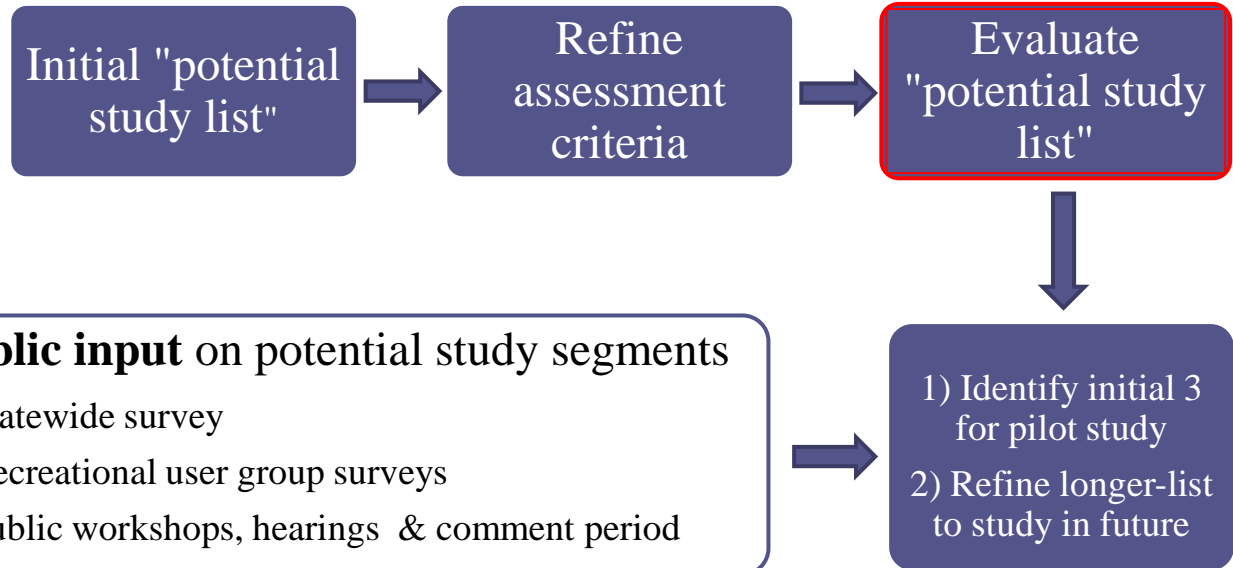 Initial "potential
study list"
Refine
assessment
criteria
Evaluate
"potential study
list"
blic input on potential study segments
atewide survey
ecreational user group surveys
ublic workshops, hearings & comment period
1) Identify initial 3
for pilot study
2) Refine longer-list
to study in future